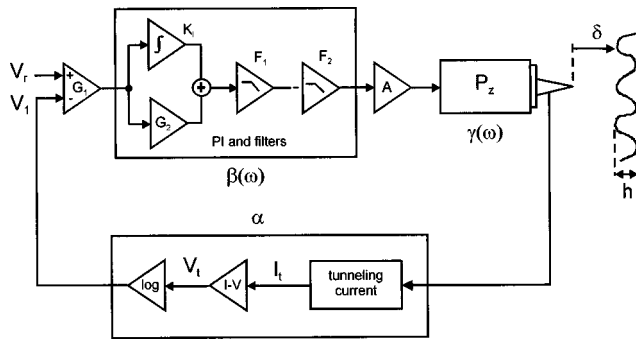 δ
K_i
∫
F_1
F_2
V_r
+
G_1
V_1
-
+
A
P_z
G_2
PI and filters
γ(ω)
β(ω)
h
α
V_t
I_t
log
I-V
tunneling
current